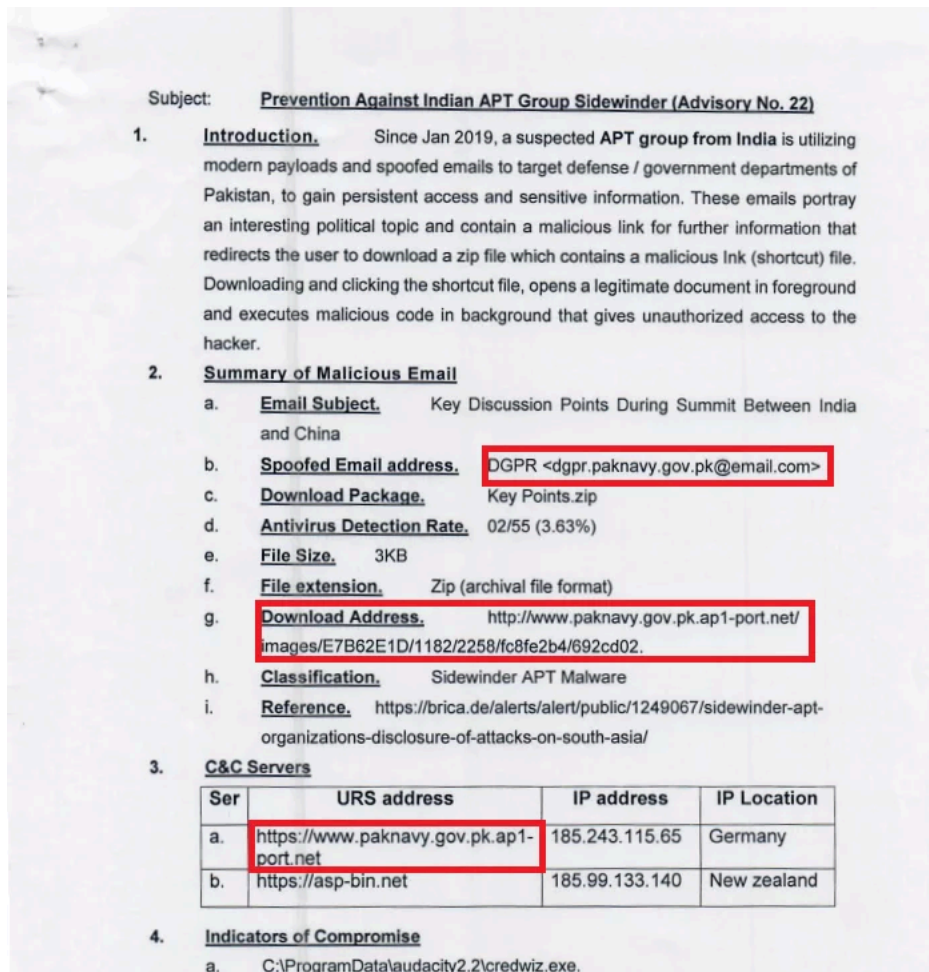 Subject: Prevention Against Indian APT Group Sidewinder (Advisory No. 22)
1. Introduction. Since Jan 2019, a suspected APT group from India is utilizing
modern payloads and spoofed emails to target defense / government departments of
Pakistan, to gain persistent access and sensitive information. These emails portray
an interesting political topic and contain a malicious link for further information that
redirects the user to download a zip file which contains a malicious lnk (shortcut) file.
Downloading and clicking the shortcut file, opens a legitimate document in foreground
and executes malicious code in background that gives unauthorized access to the
hacker.
2. Summary of Malicious Email
a. Email Subject. Key Discussion Points During Summit Between India
and China
b. Spoofed Email address. DGPR <dgpr.paknavy.gov.pk@email.com>
c. Download Package. Key Points.zip
d. Antivirus Detection Rate. 02/55 (3.63%)
e. File Size. 3KB
f. File extension. Zip (archival file format)
g. Download Address. http://www.paknavy.gov.pk.ap1-port.net/
images/E7B62E1D/1182/2258/fc8fe2b4/692cd02.
h. Classification. Sidewinder APT Malware
i. Reference. https://brica.de/alerts/alert/public/1249067/sidewinder-apt-
organizations-disclosure-of-attacks-on-south-asia/
3. C&C Servers
Ser URS address IP address IP Location
a. https://www.paknavy.gov.pk.ap1- 185.243.115.65 Germany
port.net
b. https://asp-bin.net 185.99.133.140 New zealand
4. Indicators of Compromise
a. C:\ProgramData\audacity2.2\credwiz.exe.